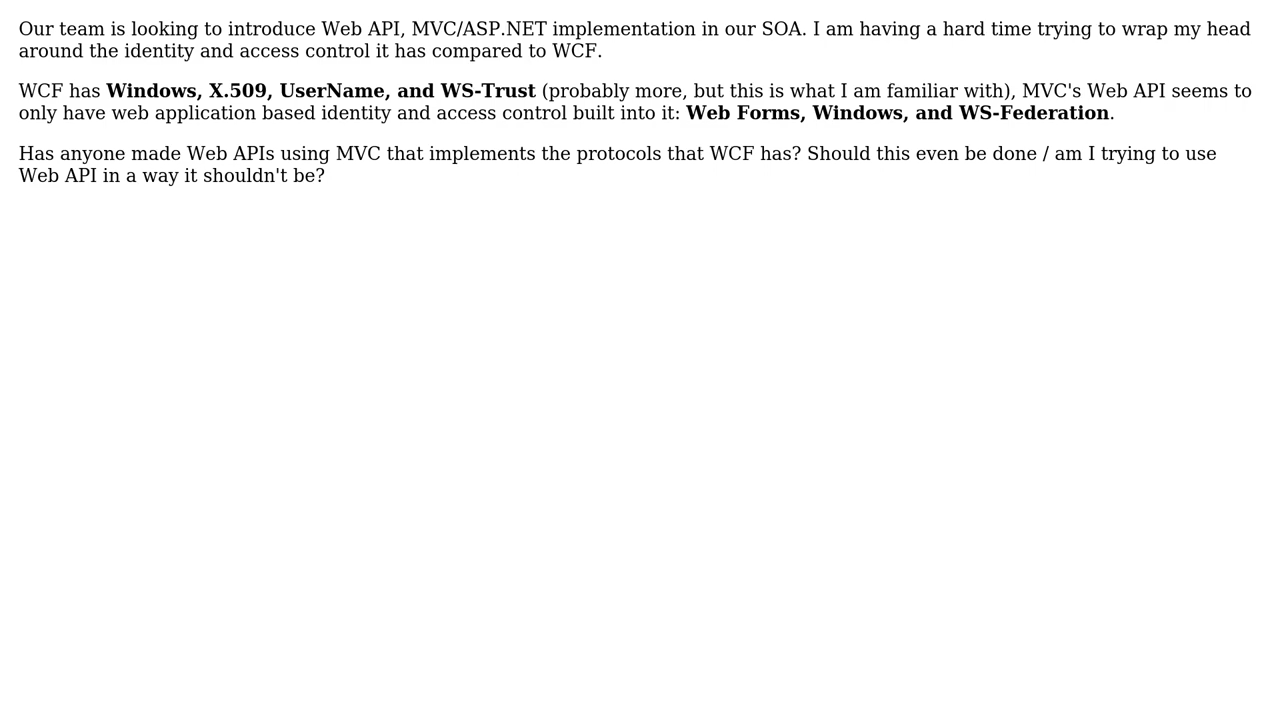 Our team is looking to introduce Web API, MVC/ASP.NET implementation in our SOA. I am having a hard time trying to wrap my head
around the identity and access control it has compared to WCF.
WCF has Windows, X.509, UserName, and WS-Trust (probably more, but this is what I am familiar with), MVC's Web API seems to
only have web application based identity and access control built into it: Web Forms, Windows, and WS-Federation.
Has anyone made Web APIs using MVC that implements the protocols that WCF has? Should this even be done / am I trying to use
Web API in a way it shouldn't be?